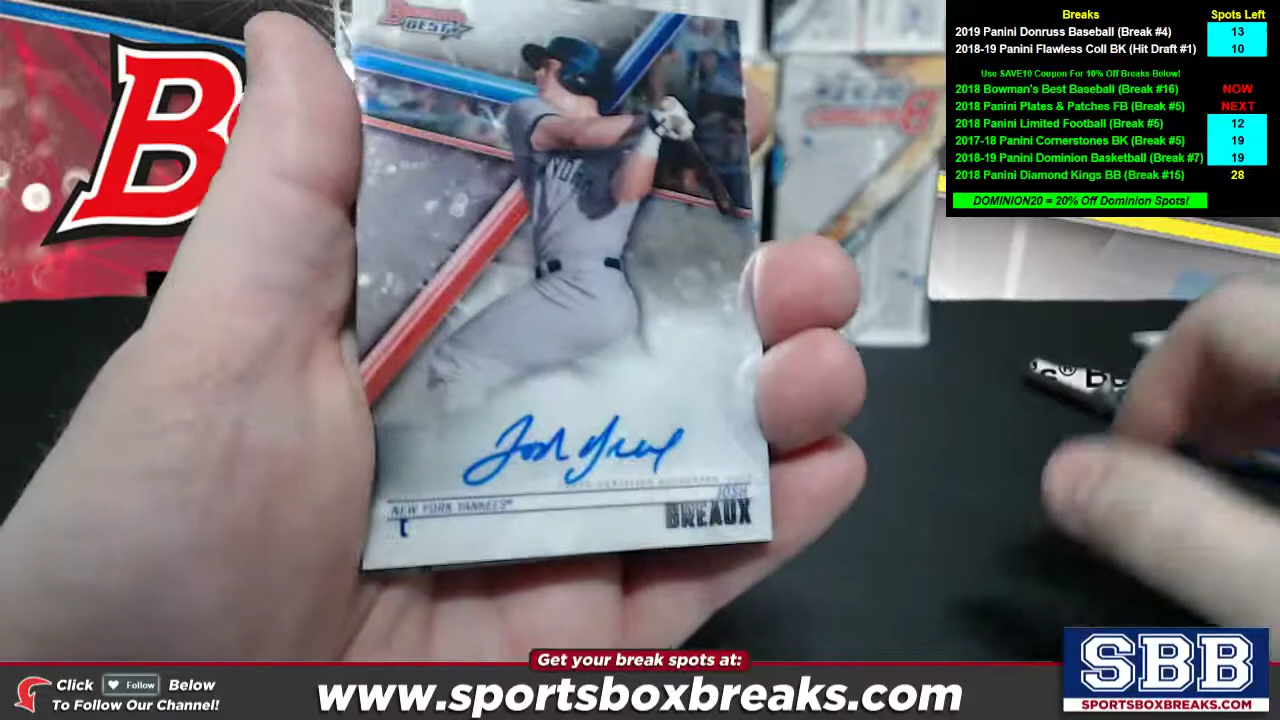 Breaks Spots Left
2019 Panini Donruss Baseball (Break #4) 13
2018-19 Panini Flawless Coll BK (Hit Draft #1) 10
Use SAVE10 Coupon For 10% Off Breaks Below!
2018 Bowman's Best Baseball (Break #16) NOW
2018 Panini Plates & Patches FB (Break #5) NEXT
2018 Panini Limited Football (Break #5) 12
2017-18 Panini Cornerstones BK (Break #5) 19
2018-19 Panini Dominion Basketball (Break #7) 19
2018 Panini Diamond Kings BB (Break #15) 28
DOMINION20 = 20% Off Dominion Spots!
B
BEST
NEW YORK YANKEES
JOSH
BREAUX
Get your break spots at:
Click Follow Below
To Follow Our Channel!
www.sportsboxbreaks.com
SBB
SPORTSBOXBREAKS.COM